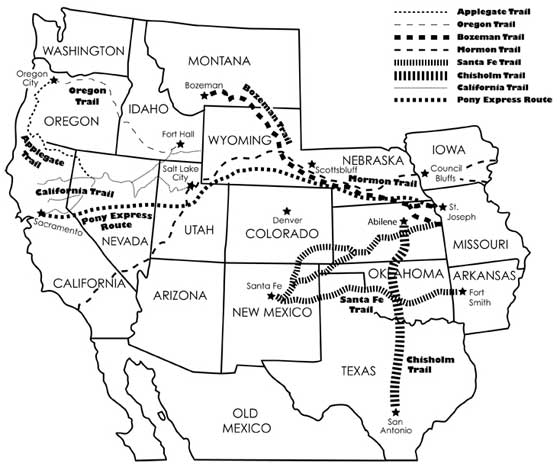 Applegate Trail
Oregon Trail
Bozeman Trail
Mormon Trail
Santa Fe Trail
Chisholm Trail
California Trail
Pony Express Route
WASHINGTON
MONTANA
Oregon
City
Oregon
Trail
OREGON
IDAHO
Bozeman
Bozeman Trail
Fort Hall
WYOMING
Applegate
Trail
Salt Lake
City
Scottsbluff
NEBRASKA
Mormon Trail
IOWA
Council
Bluffs
California Trail
Pony Express
Route
Sacramento
NEVADA
UTAH
Denver
COLORADO
Abilene
St.
Joseph
MISSOURI
CALIFORNIA
ARIZONA
Santa Fe
NEW MEXICO
Santa Fe
Trail
OKLAHOMA
ARKANSAS
Fort
Smith
TEXAS
Chisholm
Trail
OLD
MEXICO
San
Antonio